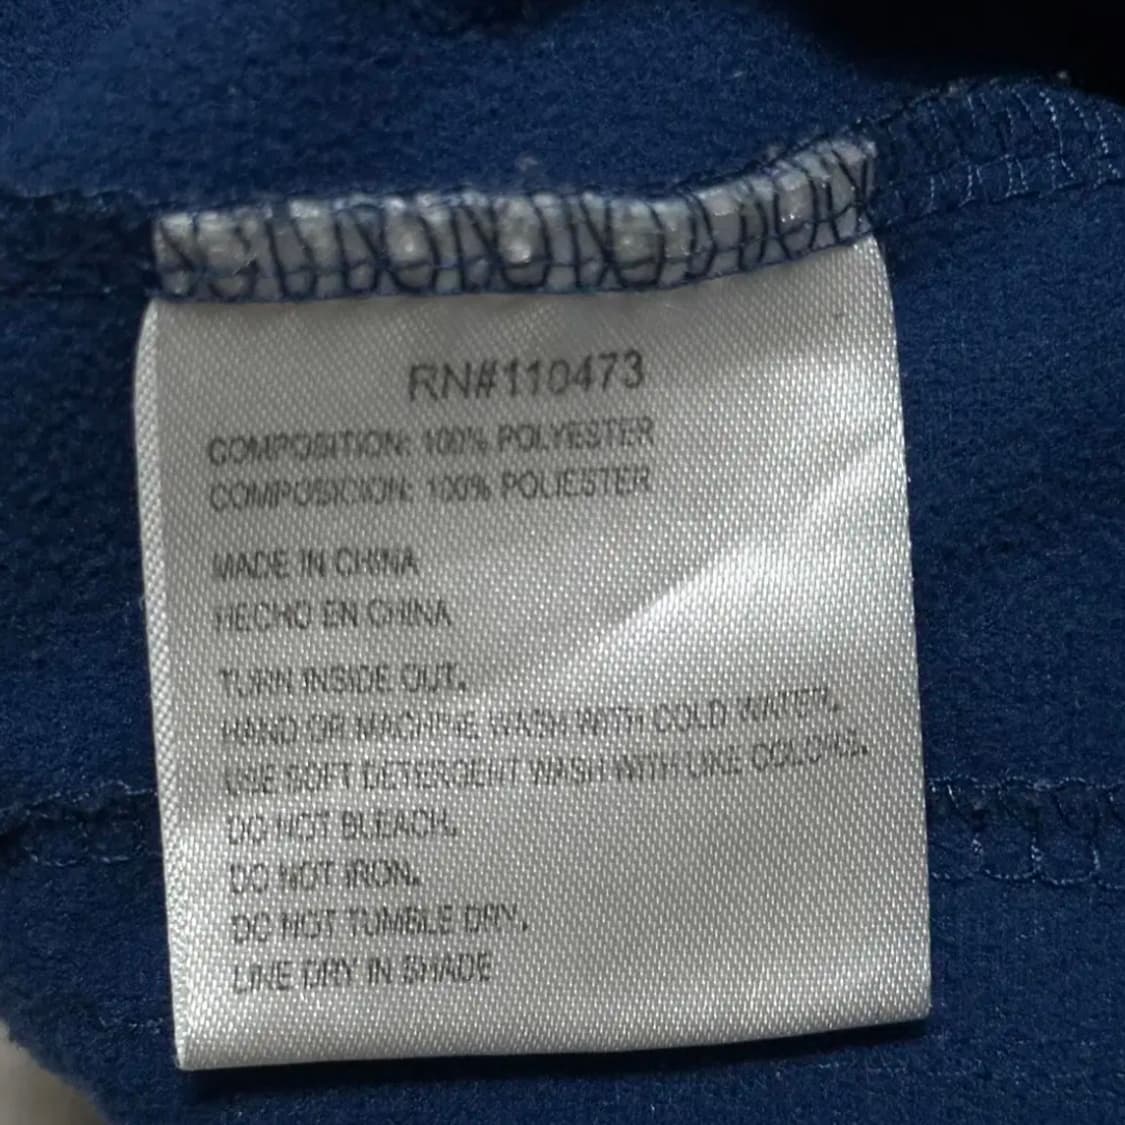 RN#110473
COMPOSITION: 100% POLYESTER
COMPOSICION: 100% POLIESTER
MADE IN CHINA
HECHO EN CHINA
TURN INSIDE OUT.
HAND OR MACHINE WASH WITH COLD WATER.
USE SOFT DETERGENT WASH WITH LIKE COLORS.
DO NOT BLEACH.
DO NOT IRON.
DO NOT TUMBLE DRY.
LINE DRY IN SHADE